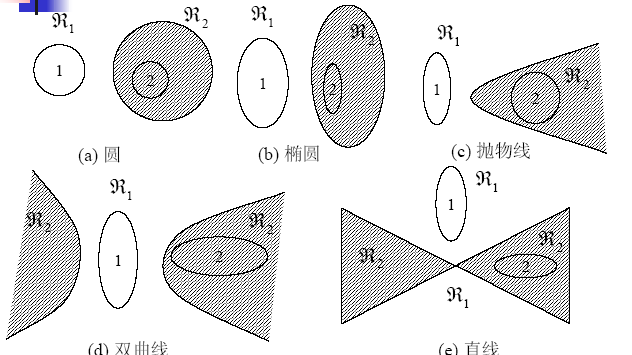 ℜ1 ℜ2 ℜ1 ℜ2 ℜ1 ℜ2
1 2 1 2 1 2
(a) 圆 (b) 椭圆 (c) 抛物线
ℜ2 ℜ1 ℜ2 ℜ1
1 2 1
ℜ2 ℜ2
2
ℜ1
(d) 双曲线 (e) 直线